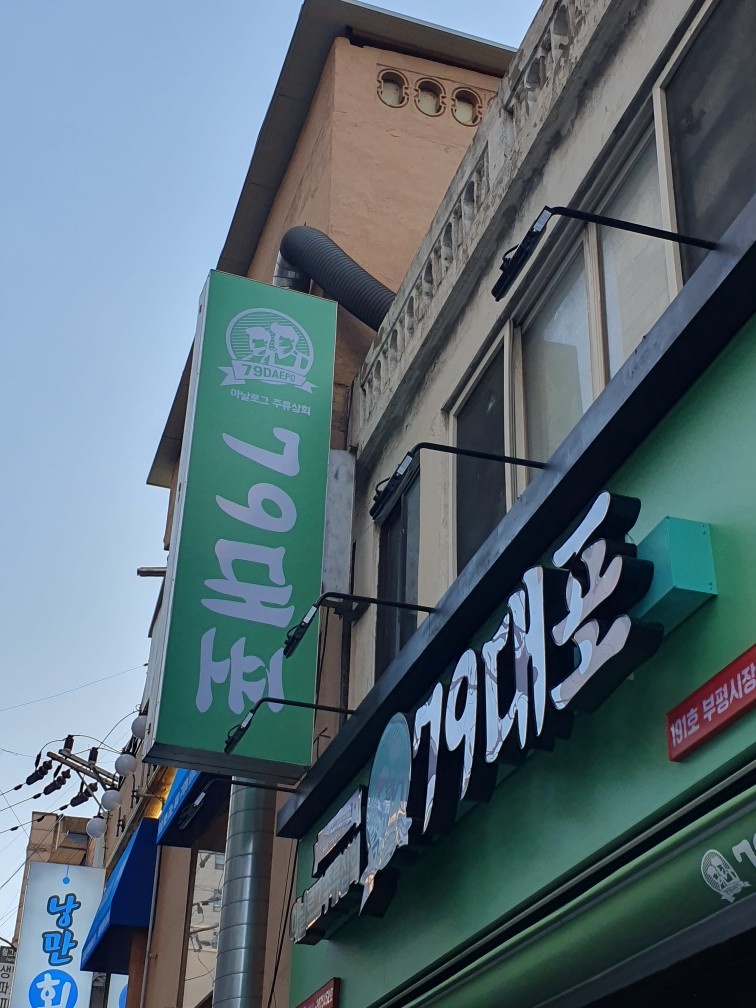 79DAEPO
아날로그 주류상회
79대포
79대포
191호 부평시장
낭만
회